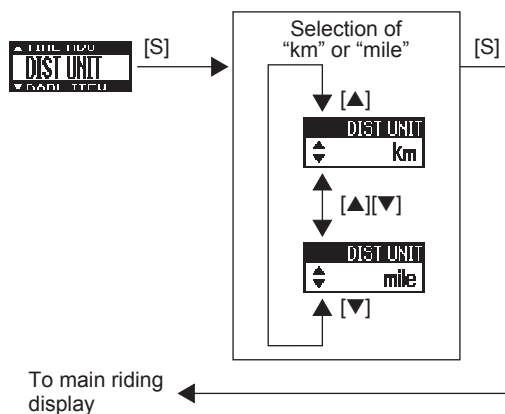 DIST UNIT
[S]
Selection of
“km” or “mile”
[S]
[▲]
DIST UNIT
km
[▲][▼]
DIST UNIT
mile
[▼]
To main riding
display